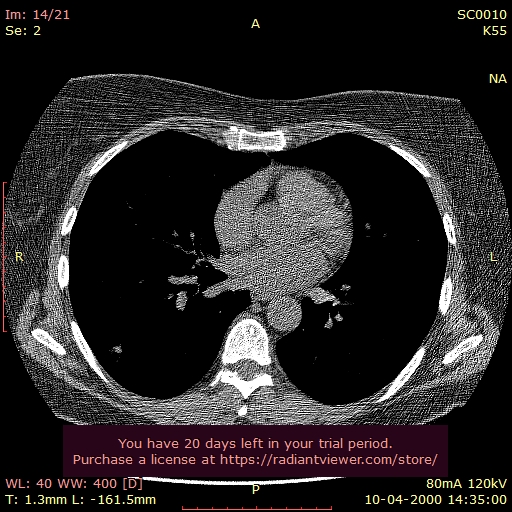 Im: 14/21
Se: 2
A
SC0010
K55
NA
R
L
You have 20 days left in your trial period.
Purchase a license at https://radiantviewer.com/store/
WL: 40 WW: 400 [D]
T: 1.3mm L: -161.5mm
P
80mA 120kV
10-04-2000 14:35:00